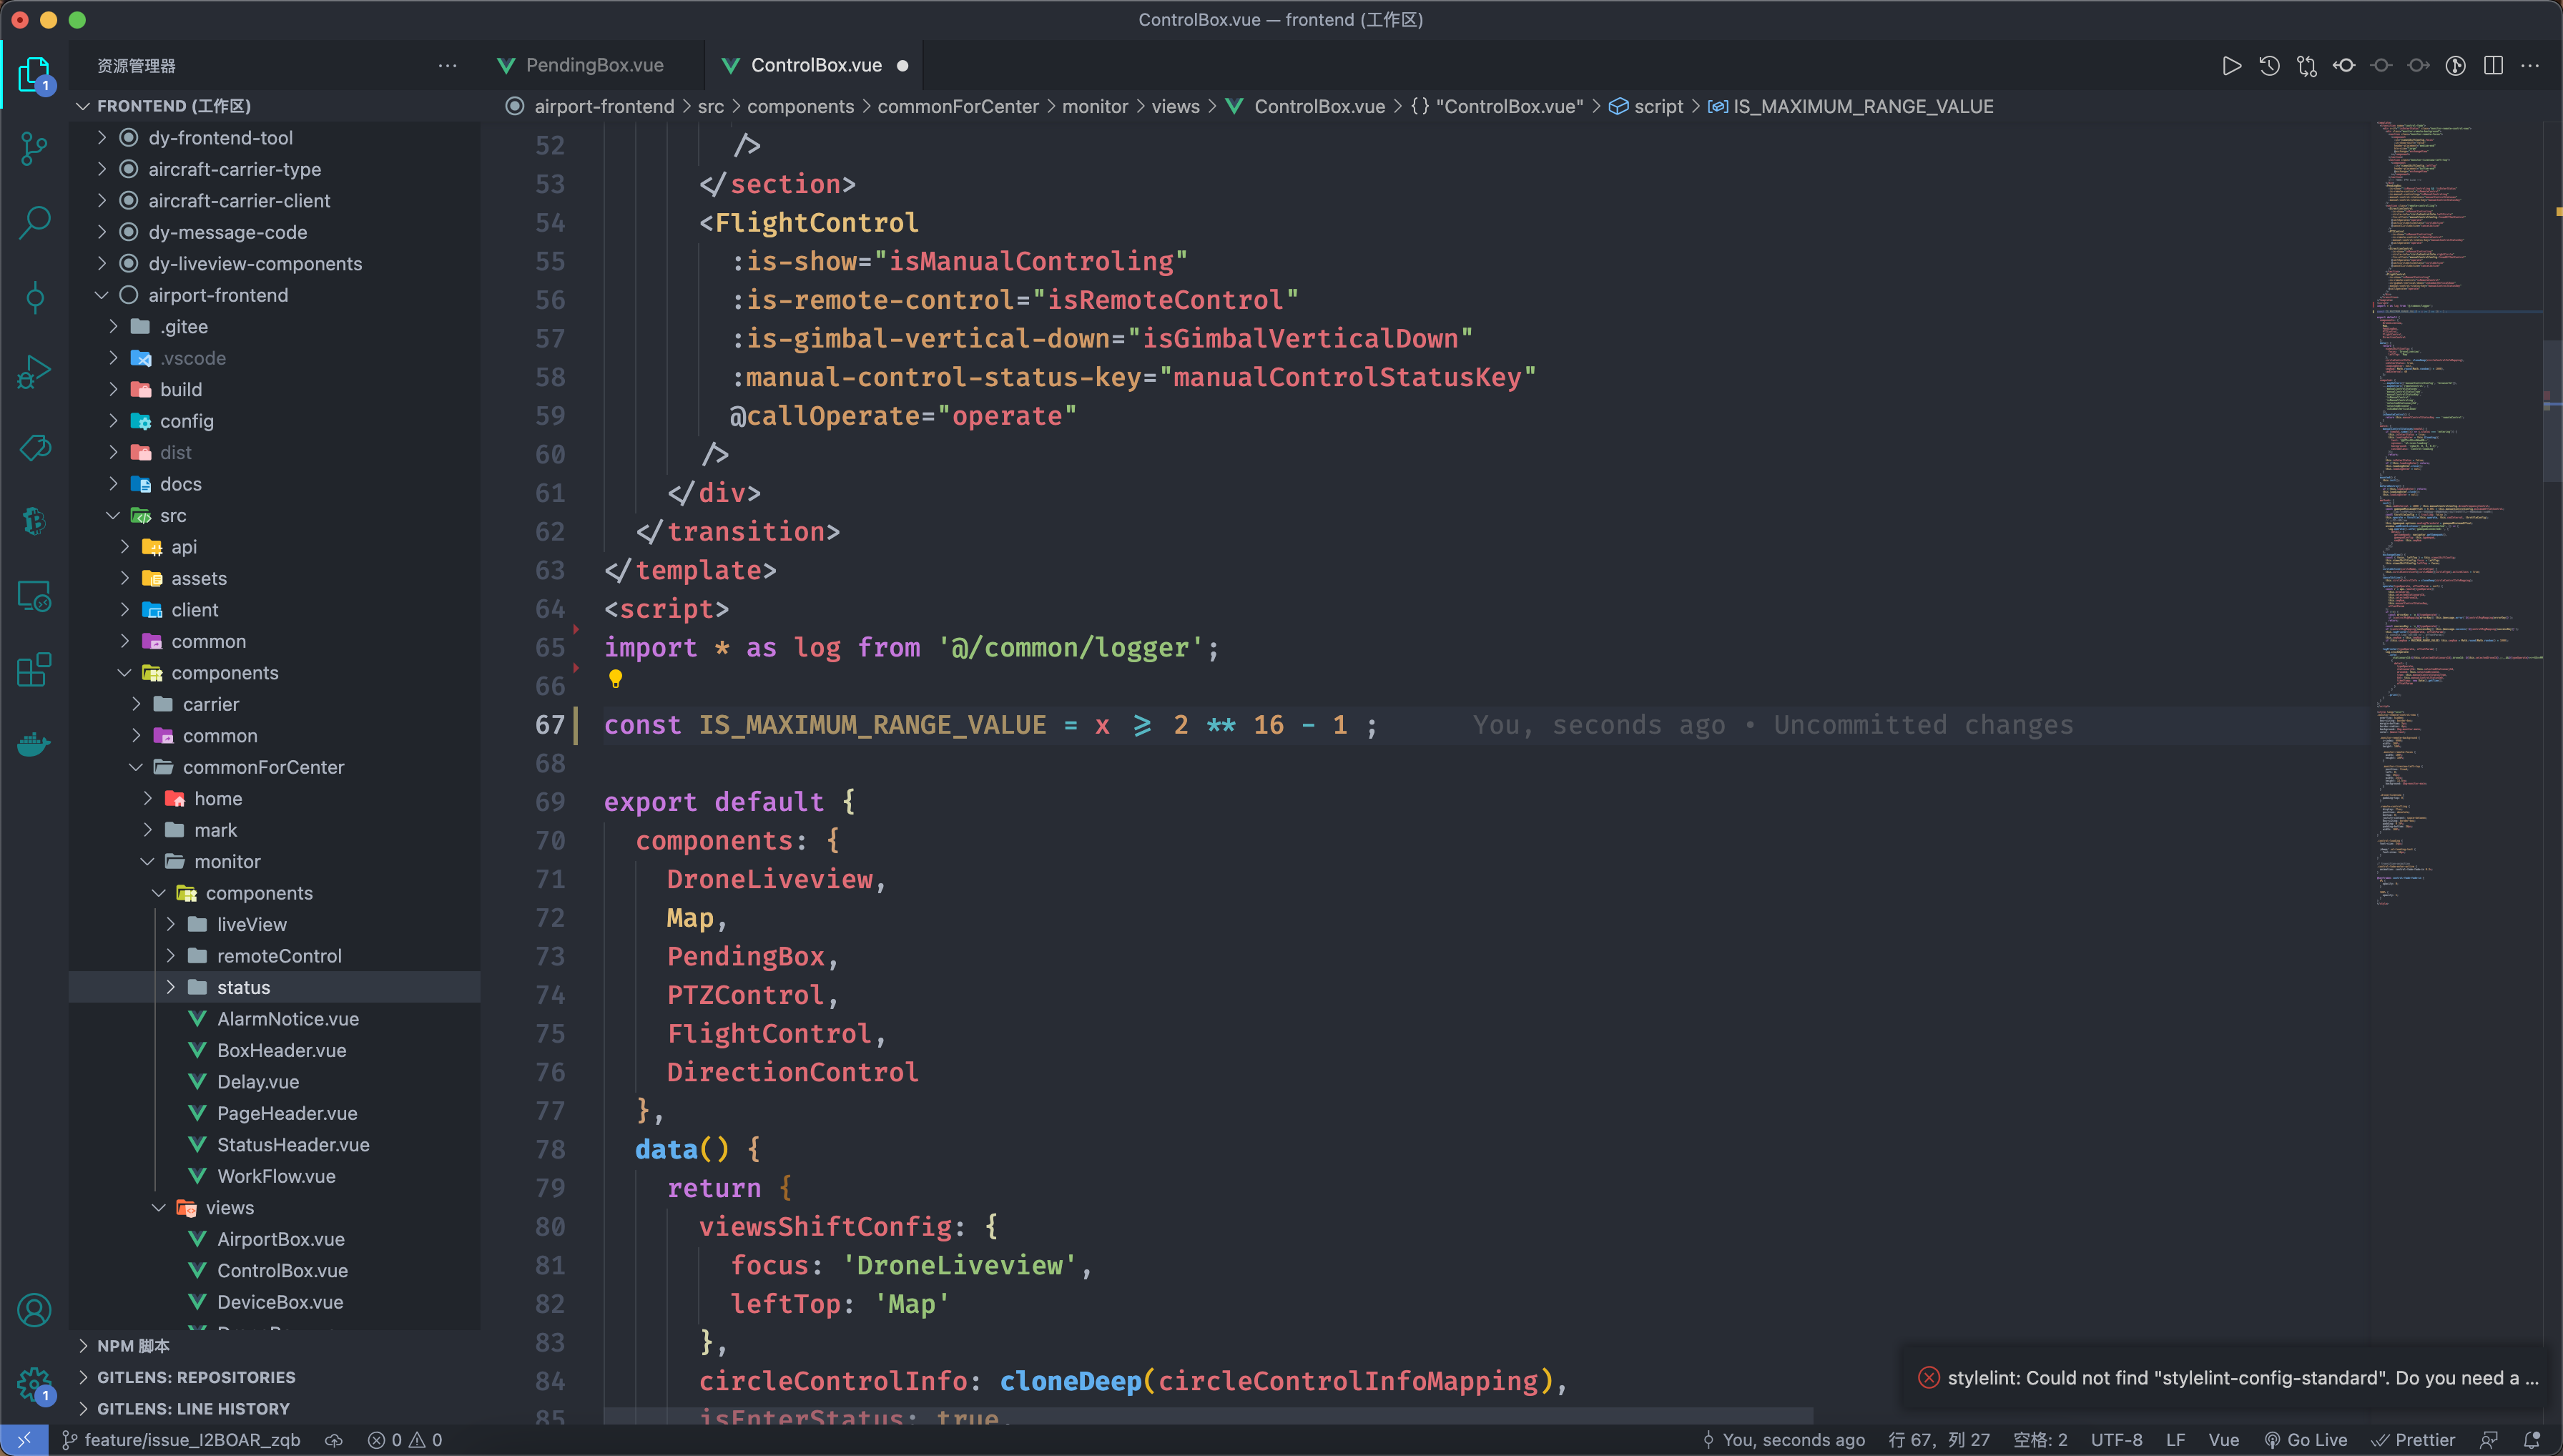 ControlBox.vue — frontend (工作区)
资源管理器
PendingBox.vue
ControlBox.vue
FRONTEND (工作区)
airport-frontend > src > components > commonForCenter > monitor > views > ControlBox.vue > {} "ControlBox.vue" > script > IS_MAXIMUM_RANGE_VALUE
1
dy-frontend-tool
aircraft-carrier-type
aircraft-carrier-client
dy-message-code
dy-liveview-components
airport-frontend
.gitee
.vscode
build
config
dist
docs
src
api
assets
client
common
components
carrier
common
commonForCenter
home
mark
monitor
components
liveView
remoteControl
status
AlarmNotice.vue
BoxHeader.vue
Delay.vue
PageHeader.vue
StatusHeader.vue
WorkFlow.vue
views
AirportBox.vue
ControlBox.vue
DeviceBox.vue
NPM 脚本
GITLENS: REPOSITORIES
GITLENS: LINE HISTORY
1
52 />
53 </section>
54 <FlightControl
55 :is-show="isManualControling"
56 :is-remote-control="isRemoteControl"
57 :is-gimbal-vertical-down="isGimbalVerticalDown"
58 :manual-control-status-key="manualControlStatusKey"
59 @callOperate="operate"
60 />
61 </div>
62 </transition>
63 </template>
64 <script>
65 import * as log from '@/common/logger';
66
67 const IS_MAXIMUM_RANGE_VALUE = x >= 2 ** 16 - 1 ; You, seconds ago • Uncommitted changes
68
69 export default {
70 components: {
71 DroneLiveview,
72 Map,
73 PendingBox,
74 PTZControl,
75 FlightControl,
76 DirectionControl
77 },
78 data() {
79 return {
80 viewsShiftConfig: {
81 focus: 'DroneLiveview',
82 leftTop: 'Map'
83 },
84 circleControlInfo: cloneDeep(circleControlInfoMapping),
85 isEnterStatus: true,
stylelint: Could not find "stylelint-config-standard". Do you need a ...
feature/issue_I2BOAR_zqb 0 0 You, seconds ago 行 67，列 27 空格: 2 UTF-8 LF Vue Go Live Prettier